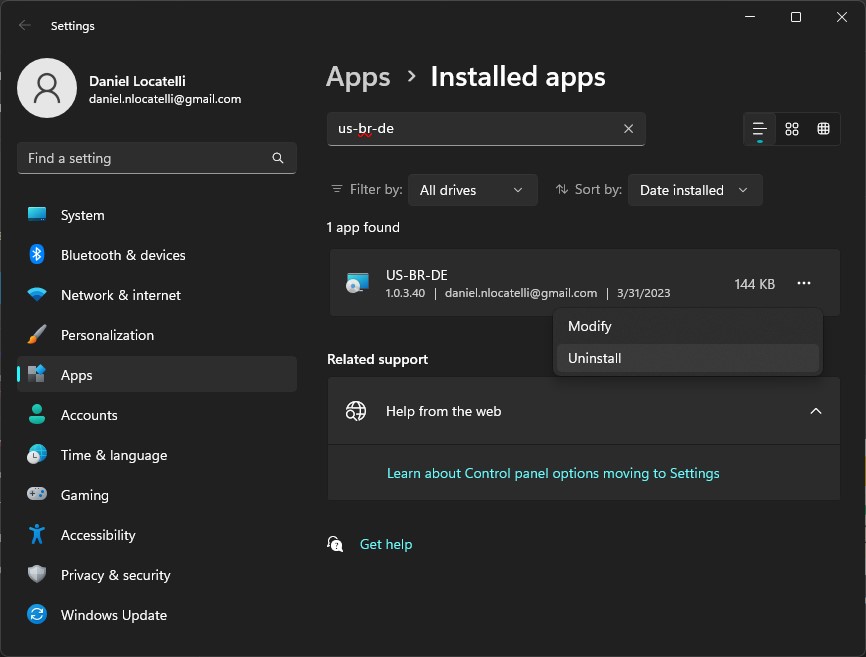 Settings
Daniel Locatelli
daniel.nlocatelli@gmail.com
Find a setting
System
Bluetooth & devices
Network & internet
Personalization
Apps
Accounts
Time & language
Gaming
Accessibility
Privacy & security
Windows Update
Apps > Installed apps
us-br-de
Filter by: All drives Sort by: Date installed
1 app found
US-BR-DE
1.0.3.40 | daniel.nlocatelli@gmail.com | 3/31/2023
144 KB
Modify
Uninstall
Related support
Help from the web
Learn about Control panel options moving to Settings
Get help